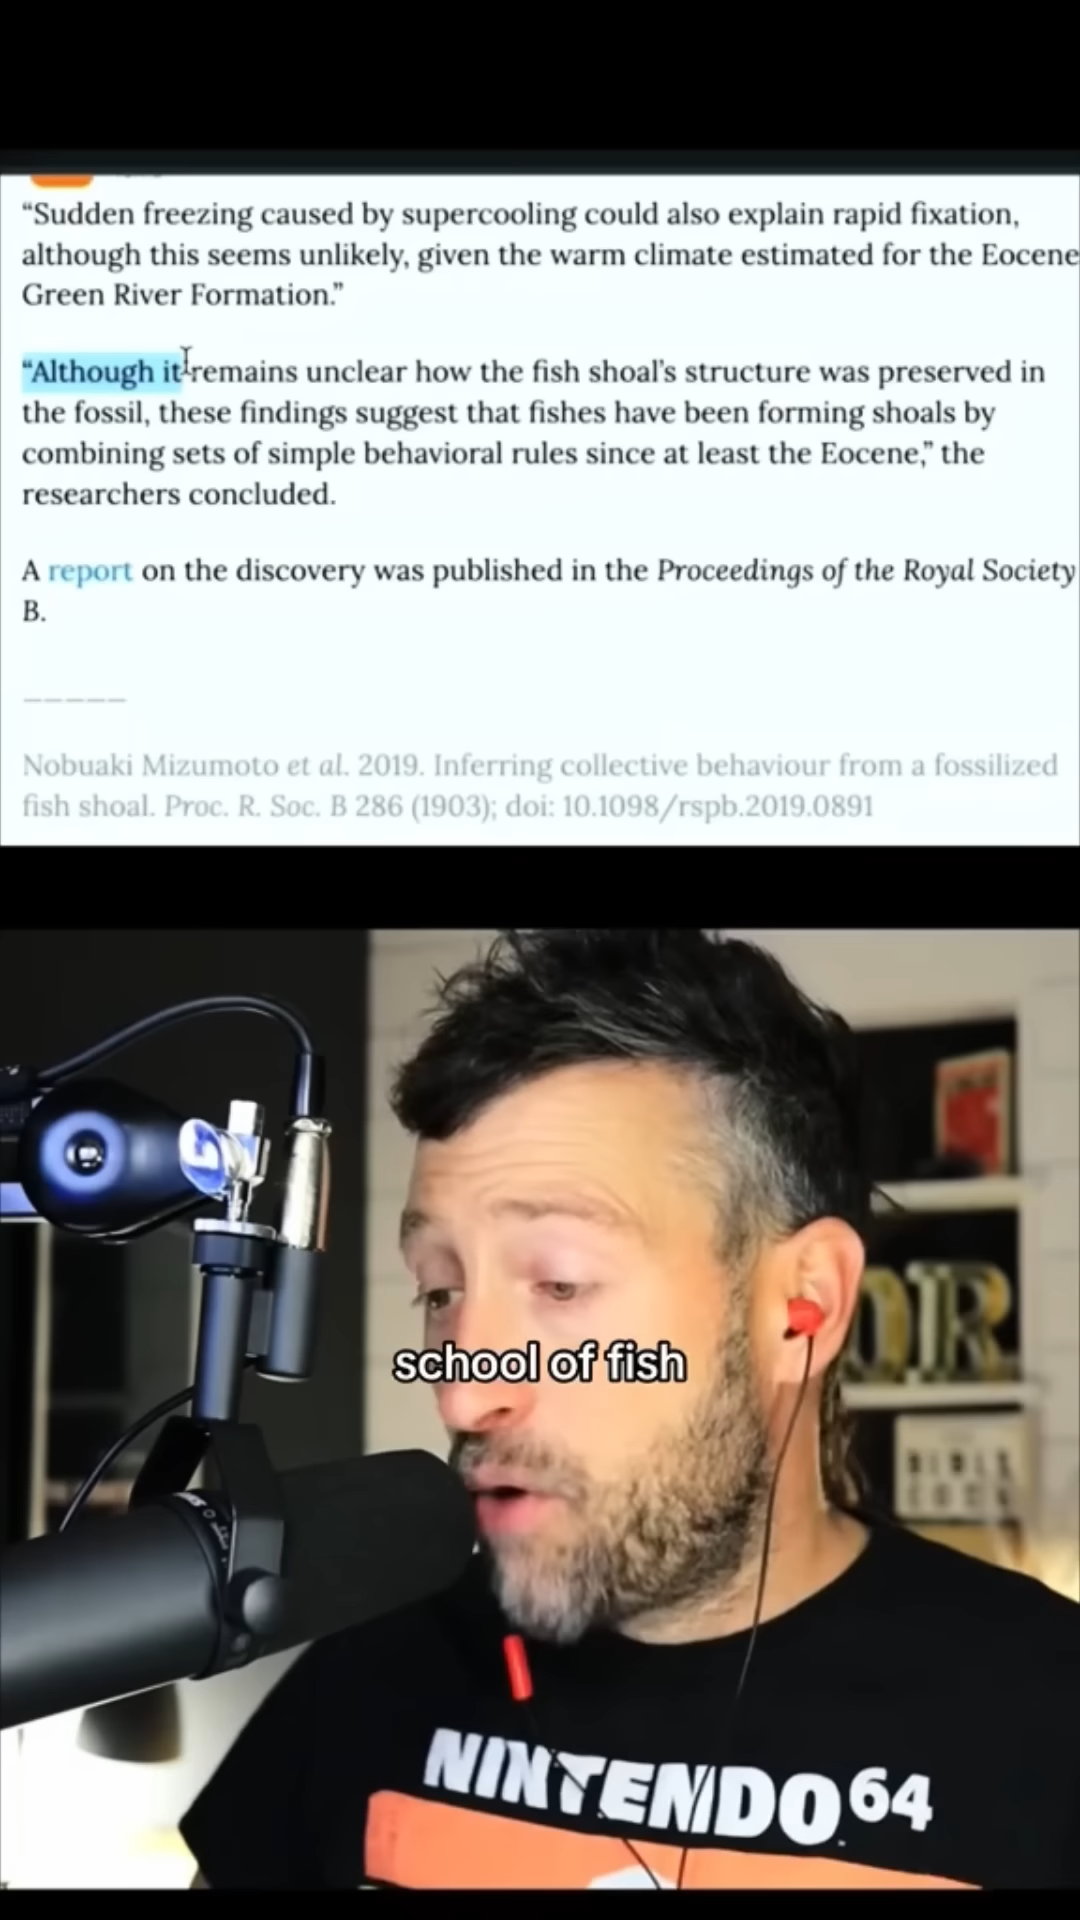 “Sudden freezing caused by supercooling could also explain rapid fixation,
although this seems unlikely, given the warm climate estimated for the Eocene
Green River Formation.”
“Although it remains unclear how the fish shoal’s structure was preserved in
the fossil, these findings suggest that fishes have been forming shoals by
combining sets of simple behavioral rules since at least the Eocene,” the
researchers concluded.
A report on the discovery was published in the Proceedings of the Royal Society
B.
—————
Nobuaki Mizumoto et al. 2019. Inferring collective behaviour from a fossilized
fish shoal. Proc. R. Soc. B 286 (1903); doi: 10.1098/rspb.2019.0891
school of fish
NINTENDO 64